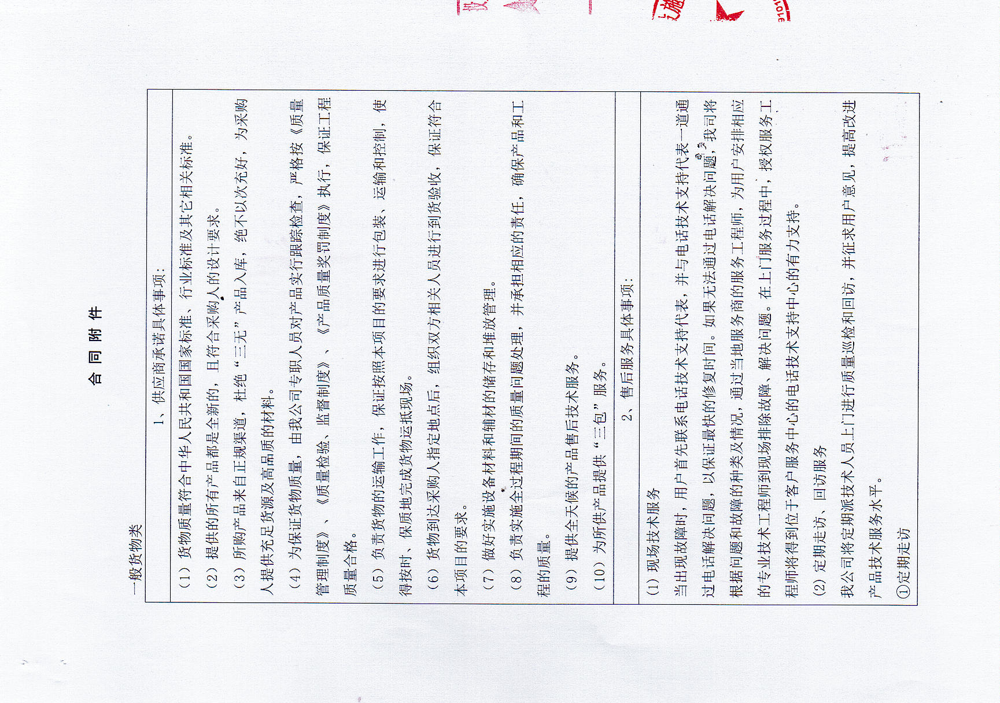 合同附件
一般货物类
1、供应商承诺具体事项：
（1）货物质量符合中华人民共和国国家标准、行业标准及其它相关标准。
（2）提供的所有产品都是全新的，且符合采购人的设计要求。
（3）所购产品来自正规渠道，杜绝“三无”产品入库，绝不以次充好，为采购
人提供充足货源及高品质的材料。
（4）为保证货物质量，由我公司专职人员对产品实行跟踪检查，严格按《质量
管理制度》、《质量检验、监督制度》、《产品质量奖罚制度》执行，保证工程
质量合格。
（5）负责货物的运输工作，保证按照本项目的要求进行包装、运输和控制，使
得按时、保质地完成货物运抵现场。
（6）货物到达采购人指定地点后，组织双方相关人员进行到货验收，保证符合
本项目的要求。
（7）做好实施设备材料和辅材的储存和堆放管理。
（8）负责实施全过程期间的质量问题处理，并承担相应的责任，确保产品和工
程的质量。
（9）提供全天候的产品售后技术服务。
（10）为所供产品提供“三包”服务。
2、售后服务具体事项：
（1）现场技术服务
当出现故障时，用户首先联系电话技术支持代表，并与电话技术支持代表一道通
过电话解决问题，以保证最快的修复时间。如果无法通过电话解决问题，我司将
根据问题和故障的种类及情况，通过当地服务商的服务工程师，为用户安排相应
的专业技术工程师到现场排除故障、解决问题。在上门服务过程中，授权服务工
程师将得到位于客户服务中心的电话技术支持中心的有力支持。
（2）定期走访、回访服务
我公司将定期派技术人员上门进行质量巡检和回访，并征求用户意见，提高改进
产品技术服务水平。
①定期走访